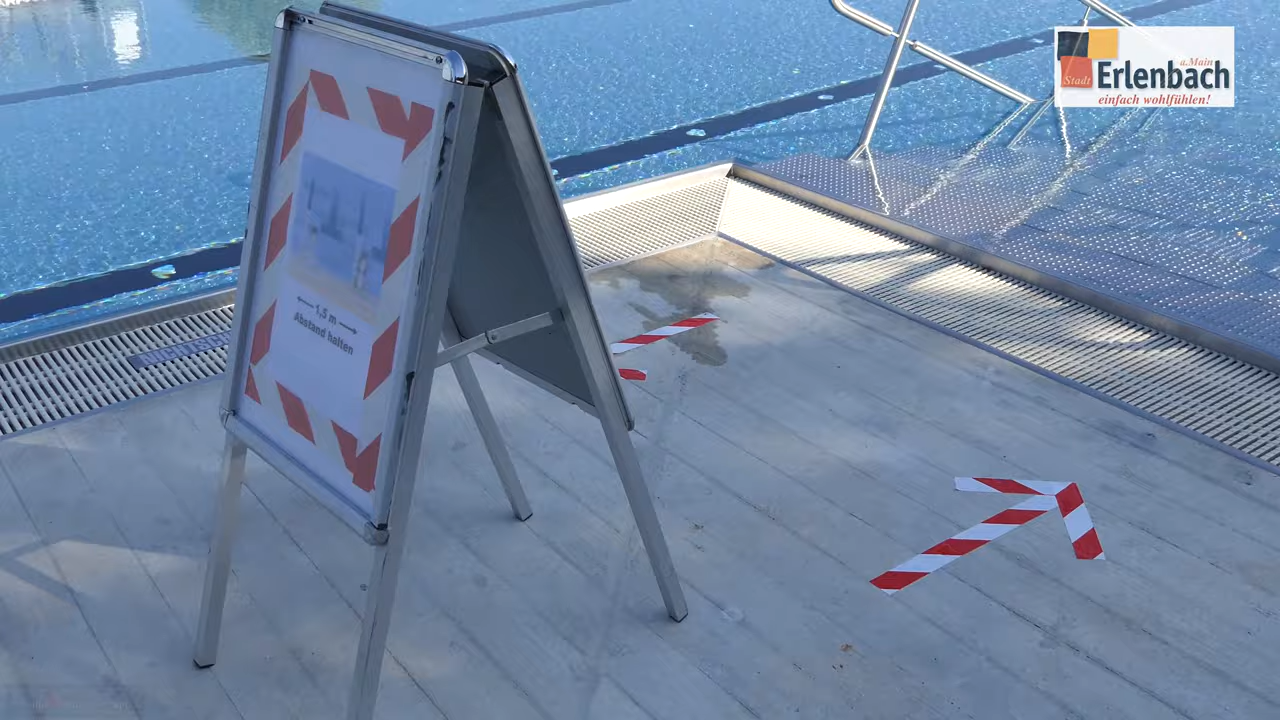 a.Main
Stadt Erlenbach
einfach wohlfühlen!
1,5 m
Abstand halten